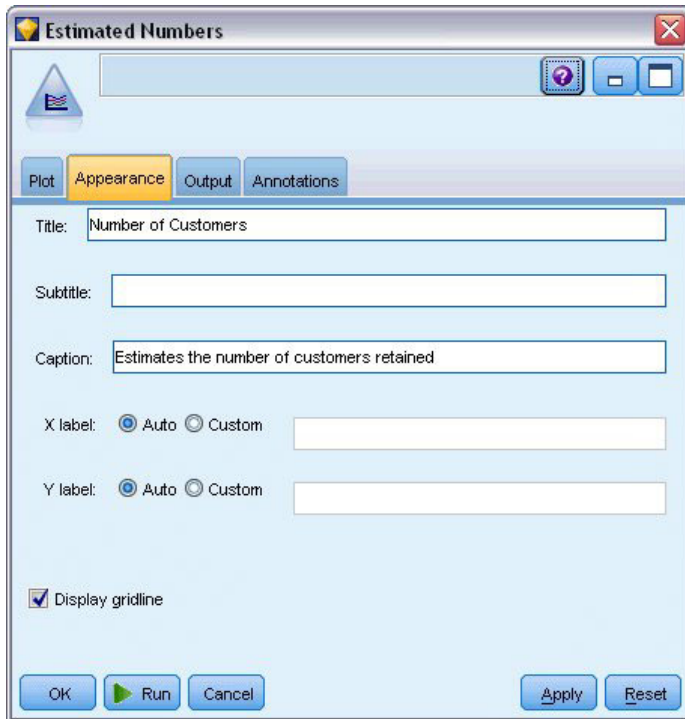 Estimated Numbers
Plot Appearance Output Annotations
Title: Number of Customers
Subtitle:
Caption: Estimates the number of customers retained
X label: Auto Custom
Y label: Auto Custom
Display gridline
OK Run Cancel Apply Reset